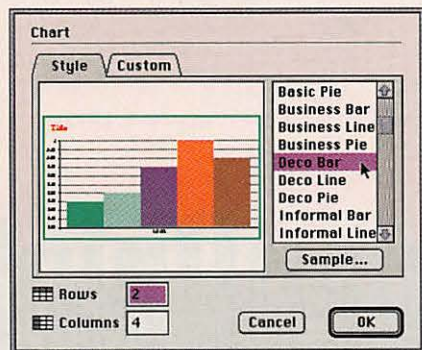 Chart
Style
Custom
Title
Basic Pie
Business Bar
Business Line
Business Pie
Deco Bar
Deco Line
Deco Pie
Informal Bar
Informal Line
Sample...
Rows 2
Columns 4
Cancel
OK